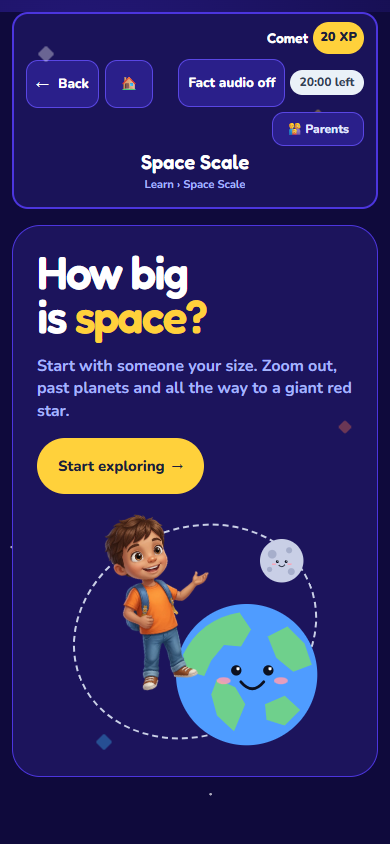 Comet 20 XP
← Back
Fact audio off
20:00 left
Parents
Space Scale
Learn › Space Scale
How big
is space?
Start with someone your size. Zoom out,
past planets and all the way to a giant red
star.
Start exploring →